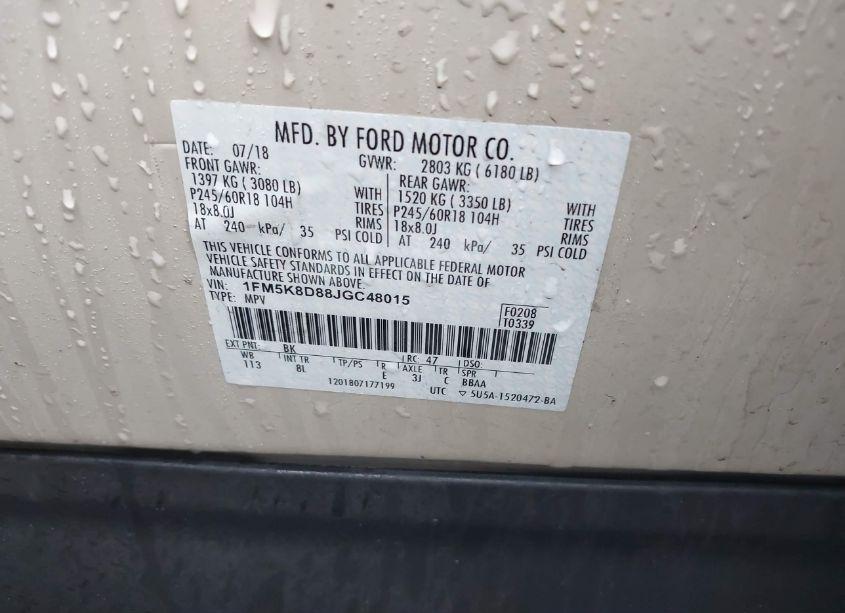 MFD. BY FORD MOTOR CO.
DATE: 07/18 GVWR: 2803 KG ( 6180 LB)
FRONT GAWR: REAR GAWR:
1397 KG ( 3080 LB) WITH 1520 KG ( 3350 LB) WITH
P245/60R18 104H TIRES P245/60R18 104H TIRES
18x8.0J RIMS 18x8.0J RIMS
AT 240 kPa/ 35 PSI COLD AT 240 kPa/ 35 PSI COLD
THIS VEHICLE CONFORMS TO ALL APPLICABLE FEDERAL MOTOR
VEHICLE SAFETY STANDARDS IN EFFECT ON THE DATE OF
MANUFACTURE SHOWN ABOVE.
VIN: 1FM5K8D88JGC48015
TYPE: MPV
F0208
T0339
EXT PNT: BK RC: 47 DSO:
WB INT TR TP/PS R AXLE TR SPR
113 8L E 3J C BBAA
1201807177199 UTC ▽ 5U5A-1520472-BA